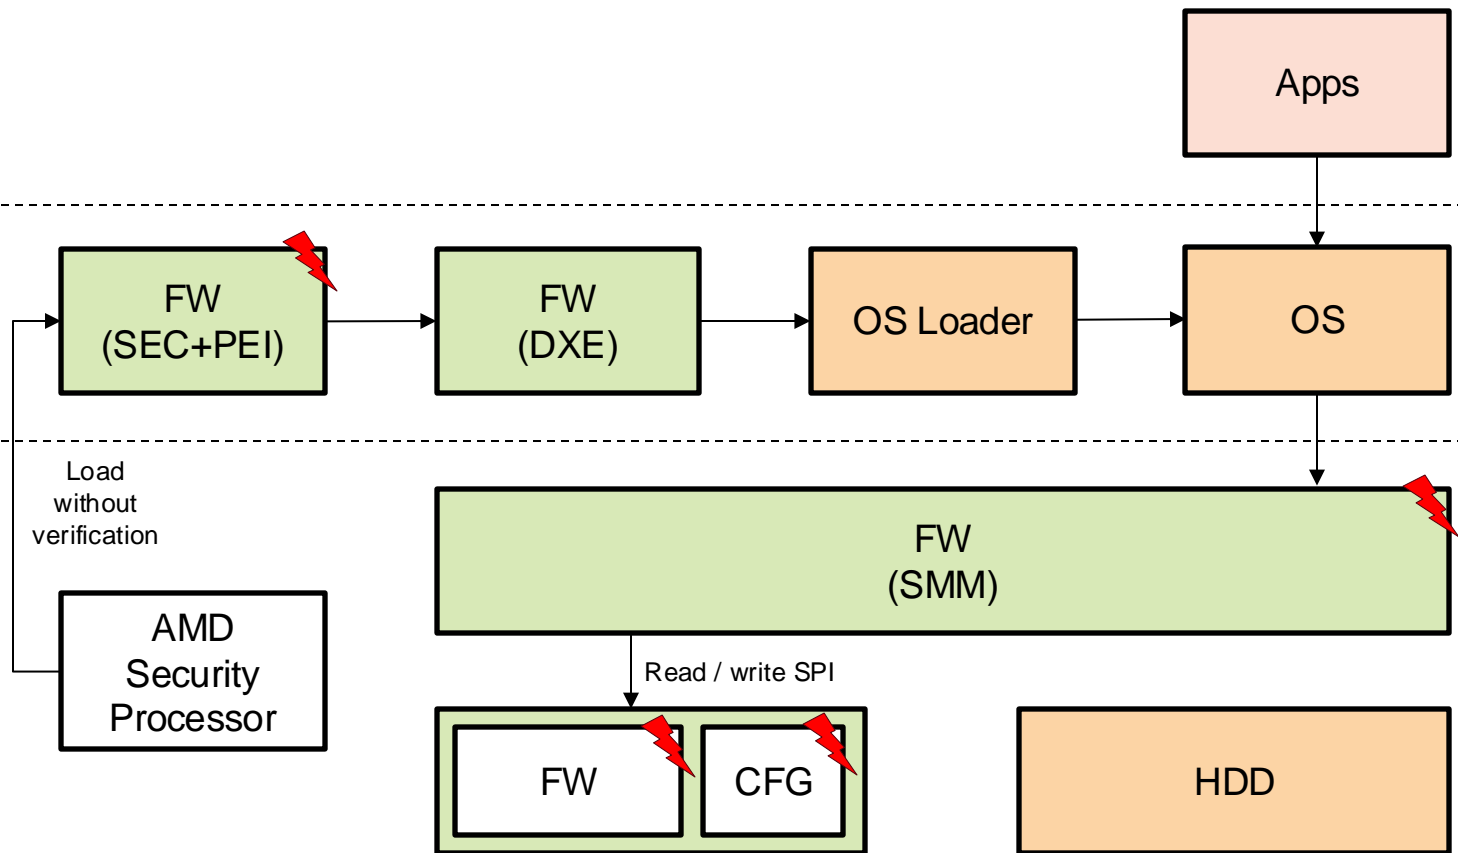 Apps
FW
(SEC+PEI)
FW
(DXE)
OS Loader
OS
Load
without
verification
FW
(SMM)
AMD
Security
Processor
Read / write SPI
FW
CFG
HDD